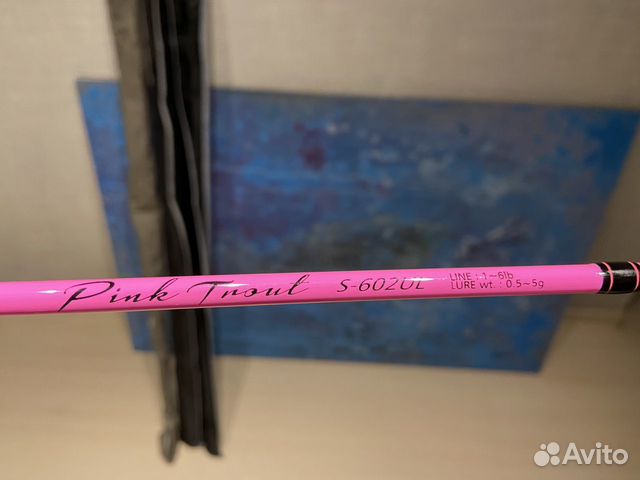 Pink Trout S-602UL
LINE : 1~6lb
LURE wt. : 0.5~5g
Avito